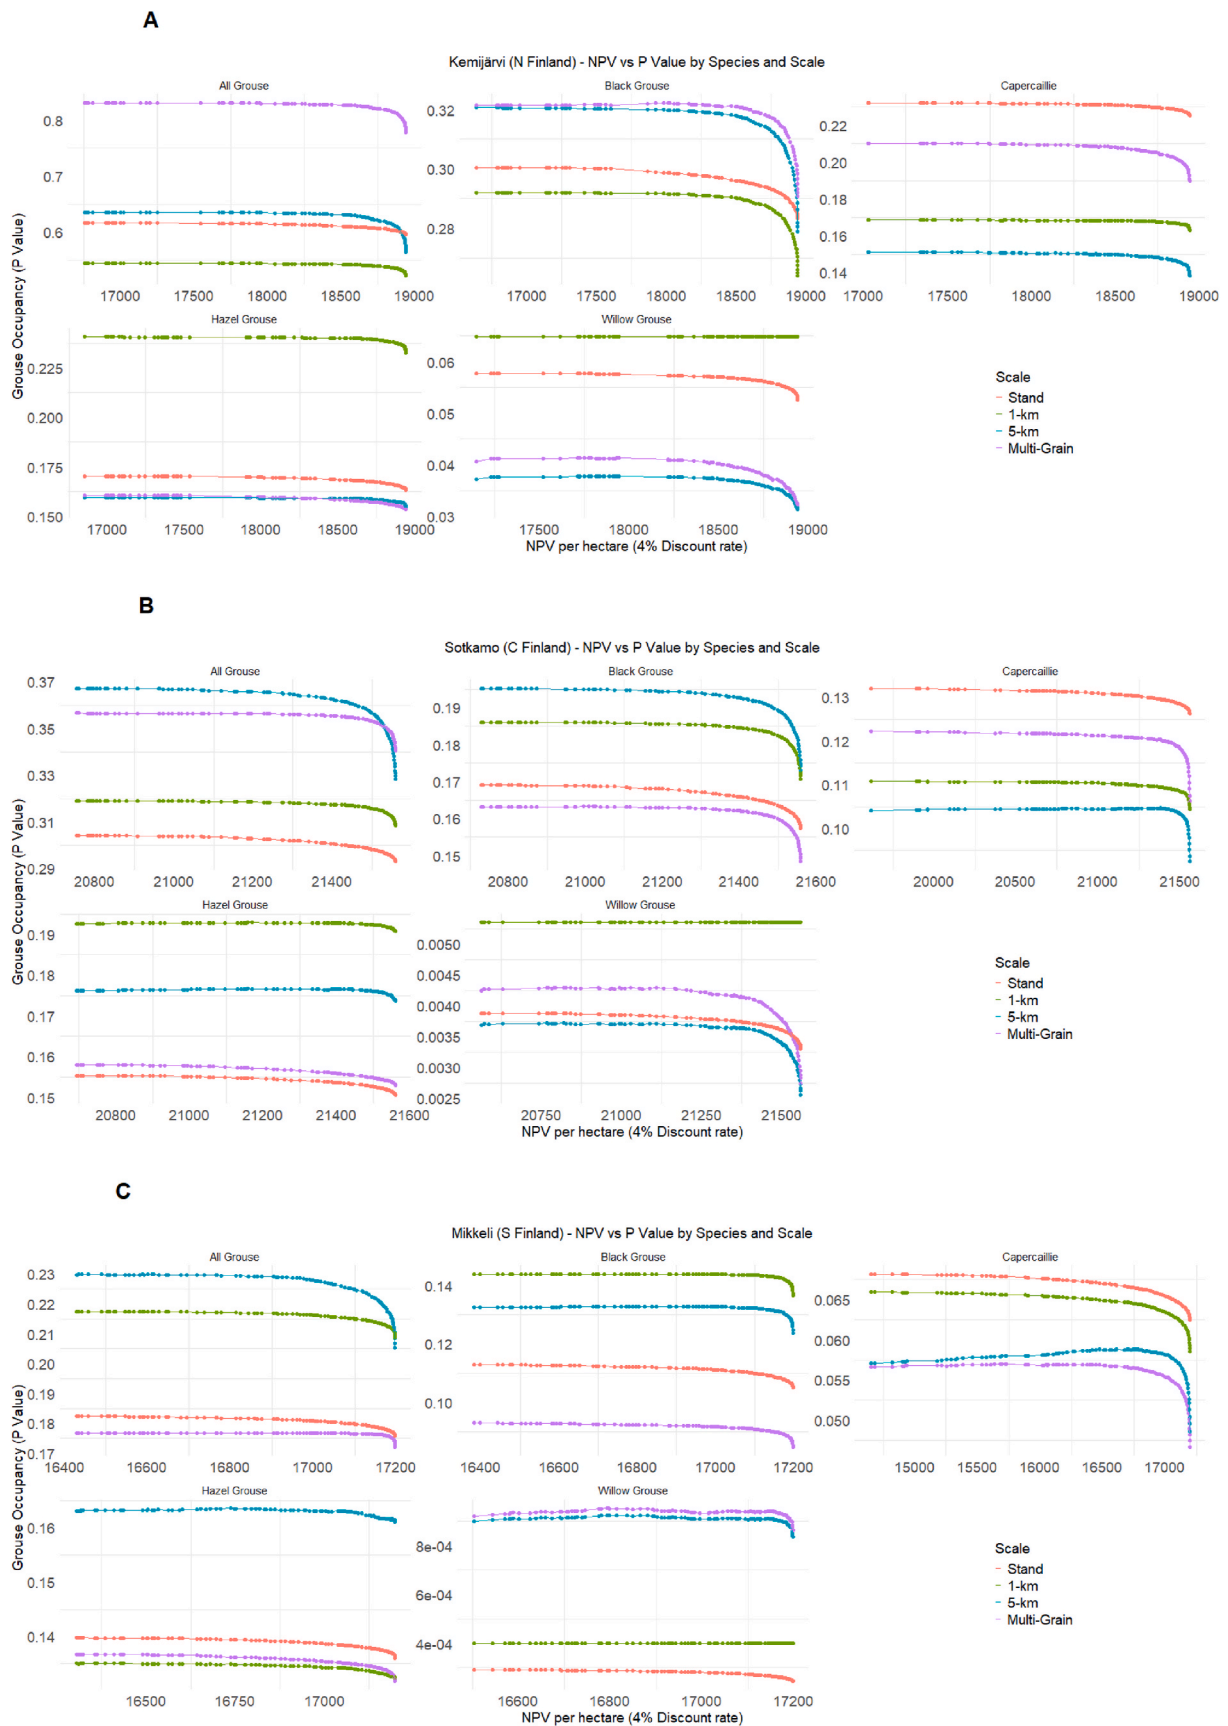 A
Kemijärvi (N Finland) - NPV vs P Value by Species and Scale
All Grouse
Black Grouse
Capercaillie
0.8
0.7
0.6
0.32
0.30
0.28
0.22
0.20
0.18
0.16
0.14
17000 17500 18000 18500 19000
17000 17500 18000 18500 19000
17000 17500 18000 18500 19000
Grouse Occupancy (P Value)
Hazel Grouse
Willow Grouse
0.225
0.200
0.175
0.150
0.06
0.05
0.04
0.03
17000 17500 18000 18500 19000
17500 18000 18500 19000
NPV per hectare (4% Discount rate)
Scale
Stand
1-km
5-km
Multi-Grain
B
Sotkamo (C Finland) - NPV vs P Value by Species and Scale
All Grouse
Black Grouse
Capercaillie
0.37
0.35
0.33
0.31
0.29
0.19
0.18
0.17
0.16
0.15
0.13
0.12
0.11
0.10
20800 21000 21200 21400
20800 21000 21200 21400 21600
20000 20500 21000 21500
Grouse Occupancy (P Value)
Hazel Grouse
Willow Grouse
0.19
0.18
0.17
0.16
0.15
0.0050
0.0045
0.0040
0.0035
0.0030
0.0025
20800 21000 21200 21400 21600
20750 21000 21250 21500
NPV per hectare (4% Discount rate)
Scale
Stand
1-km
5-km
Multi-Grain
C
Mikkeli (S Finland) - NPV vs P Value by Species and Scale
All Grouse
Black Grouse
Capercaillie
0.23
0.22
0.21
0.20
0.19
0.18
0.17
0.14
0.12
0.10
0.065
0.060
0.055
0.050
16400 16600 16800 17000 17200
16400 16600 16800 17000 17200
15000 15500 16000 16500 17000
Grouse Occupancy (P Value)
Hazel Grouse
Willow Grouse
0.16
0.15
0.14
8e-04
6e-04
4e-04
16500 16750 17000
16600 16800 17000 17200
NPV per hectare (4% Discount rate)
Scale
Stand
1-km
5-km
Multi-Grain